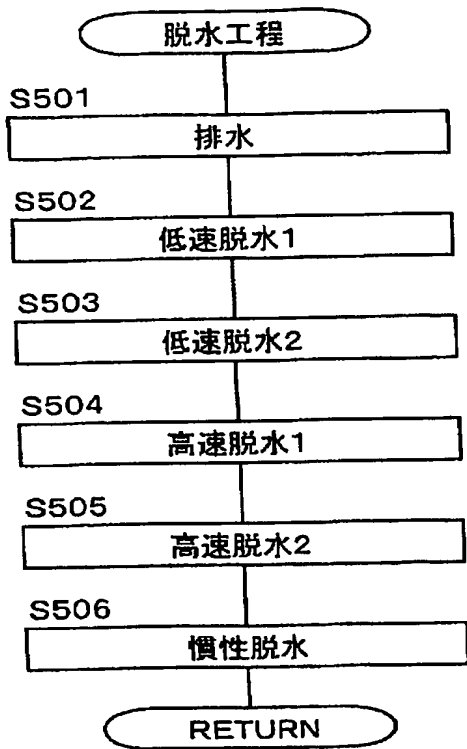 脱水工程
S501
排水
S502
低速脱水1
S503
低速脱水2
S504
高速脱水1
S505
高速脱水2
S506
慣性脱水
RETURN